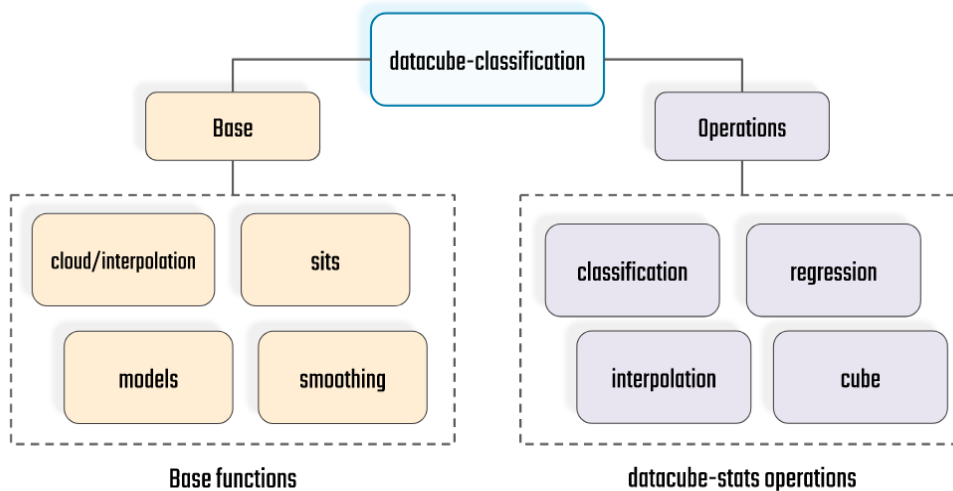 datacube-classification
Base
Operations
cloud/interpolation
sits
models
smoothing
classification
regression
interpolation
cube
Base functions
datacube-stats operations